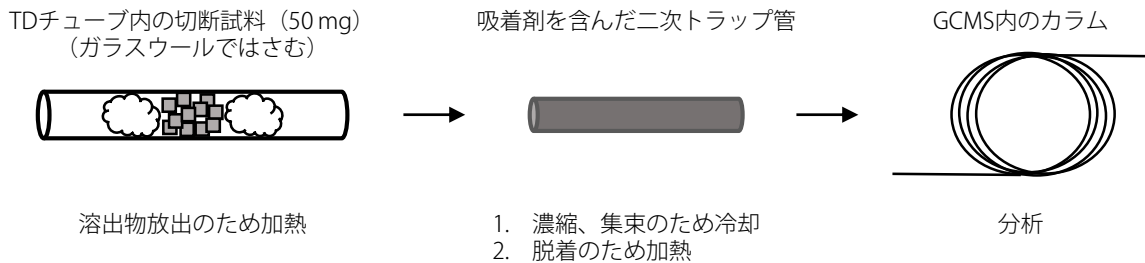 TDチューブ内の切断試料（50 mg）
（ガラスウールではさむ）
吸着剤を含んだ二次トラップ管
GCMS内のカラム
溶出物放出のため加熱
1. 濃縮、集束のため冷却
2. 脱着のため加熱
分析